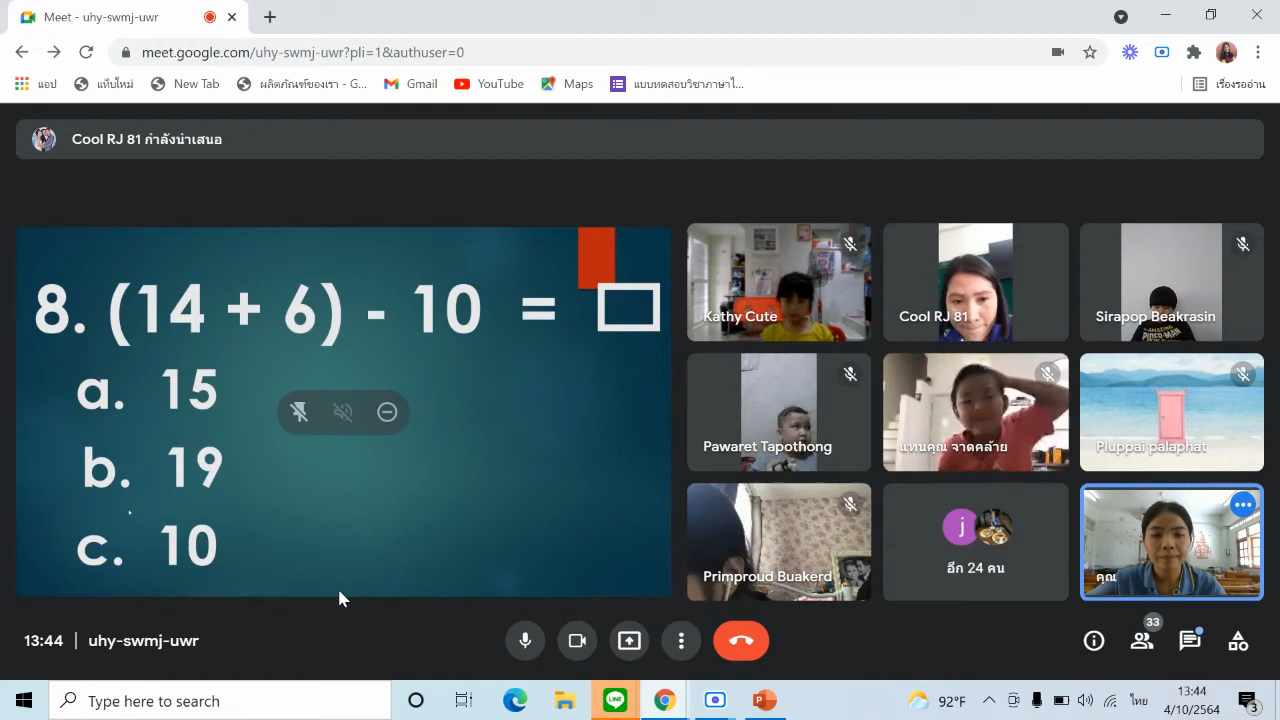 Meet - uhy-swmj-uwr
meet.google.com/uhy-swmj-uwr?pli=1&authuser=0
แอป แท็บใหม่ New Tab ผลิตภัณฑ์ของเรา - G... Gmail YouTube Maps แบบทดสอบวิชาภาษาไ... เรื่องรออ่าน
Cool RJ 81 กำลังนำเสนอ
8. (14 + 6) - 10 =
a. 15
b. 19
c. 10
Kathy Cute
Cool RJ 81
Sirapop Beakrasin
Pawaret Tapothong
แทนคุณ จาดคล้าย
Pluppai palaphat
Primproud Buakerd
j
อีก 24 คน
คุณ
13:44 | uhy-swmj-uwr
33
Type here to search
LINE
92°F
ไทย
13:44
4/10/2564
3